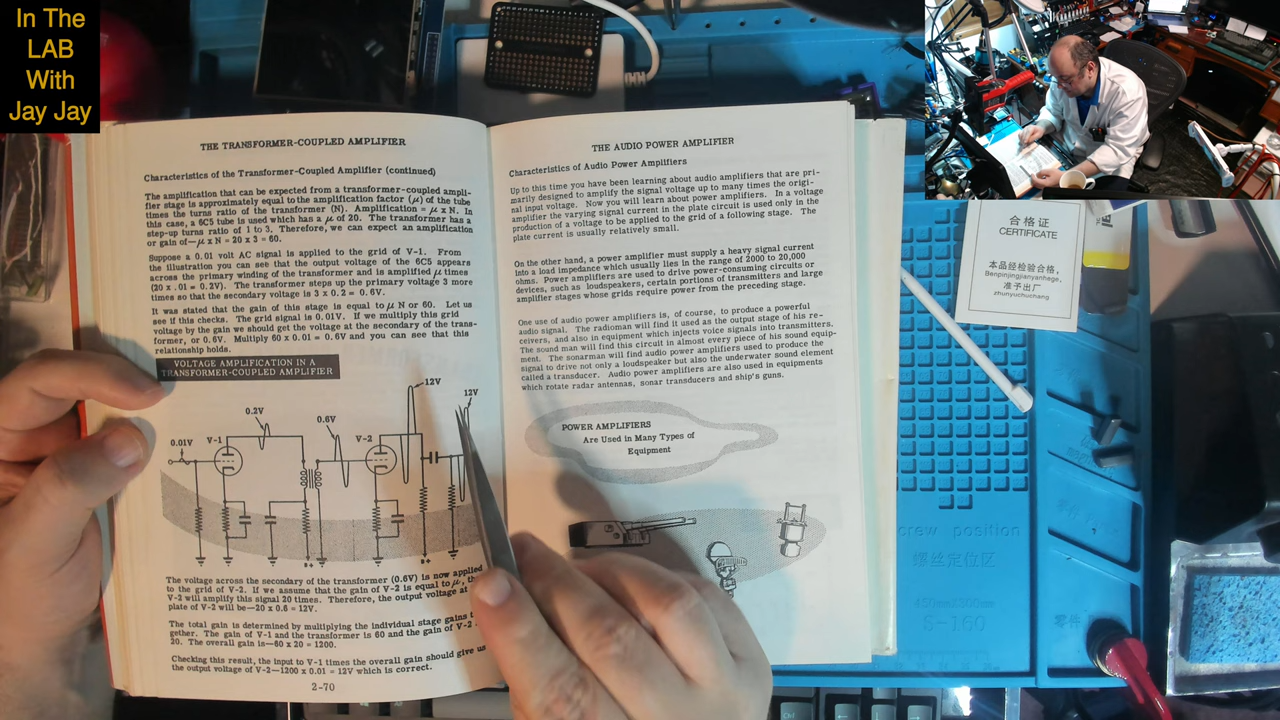 In The
LAB
With
Jay Jay
THE TRANSFORMER-COUPLED AMPLIFIER
Characteristics of the Transformer-Coupled Amplifier (continued)
The amplification that can be expected from a transformer-coupled ampli-
fier stage is approximately equal to the amplification factor (μ) of the tube
times the turns ratio of the transformer (N). Amplification = μ x N. In
this case, a 6C5 tube is used which has a μ of 20. The transformer has a
step-up turns ratio of 1 to 3. Therefore, we can expect an amplification
or gain of—μ x N = 20 x 3 = 60.
Suppose a 0.01 volt AC signal is applied to the grid of V-1. From
the illustration you can see that the output voltage of the 6C5 appears
across the primary winding of the transformer and is amplified μ times
(20 x .01 = 0.2V). The transformer steps up the primary voltage 3 more
times so that the secondary voltage is 3 x 0.2 = 0.6V.
It was stated that the gain of this stage is equal to μ N or 60. Let us
see if this checks. The grid signal is 0.01V. If we multiply this grid
voltage by the gain we should get the voltage at the secondary of the trans-
former, or 0.6V. Multiply 60 x 0.01 = 0.6V and you can see that this
relationship holds.
VOLTAGE AMPLIFICATION IN A
TRANSFORMER-COUPLED AMPLIFIER
12V
12V
0.2V
0.6V
0.01V
V-1
V-2
B+
B+
The voltage across the secondary of the transformer (0.6V) is now applied
to the grid of V-2. If we assume that the gain of V-2 is equal to μ,
V-2 will amplify this signal 20 times. Therefore, the output voltage at
plate of V-2 will be—20 x 0.6 = 12V.
The total gain is determined by multiplying the individual stage gains
gether. The gain of V-1 and the transformer is 60 and the gain of V-2
20. The overall gain is—60 x 20 = 1200.
Checking this result, the input to V-1 times the overall gain should give us
the output voltage of V-2—1200 x 0.01 = 12V which is correct.
2-70
THE AUDIO POWER AMPLIFIER
Characteristics of Audio Power Amplifiers
Up to this time you have been learning about audio amplifiers that are pri-
marily designed to amplify the signal voltage up to many times the origi-
nal input voltage. Now you will learn about power amplifiers. In a voltage
amplifier the varying signal current in the plate circuit is used only in the
production of a voltage to be applied to the grid of a following stage. The
plate current is usually relatively small.
On the other hand, a power amplifier must supply a heavy signal current
into a load impedance which usually lies in the range of 2000 to 20,000
ohms. Power amplifiers are used to drive power-consuming circuits or
devices, such as loudspeakers, certain portions of transmitters and large
amplifier stages whose grids require power from the preceding stage.
One use of audio power amplifiers is, of course, to produce a powerful
audio signal. The radioman will find it used as the output stage of his re-
ceivers, and also in equipment which injects voice signals into transmitters.
The sound man will find this circuit in almost every piece of his sound equip-
ment. The sonarman will find audio power amplifiers used to produce the
signal to drive not only a loudspeaker but also the underwater sound element
called a transducer. Audio power amplifiers are also used in equipments
which rotate radar antennas, sonar transducers and ship's guns.
POWER AMPLIFIERS
Are Used in Many Types of
Equipment
合格证
CERTIFICATE
本品经检验合格,
Benpinjingjianyanhege,
准予出厂
zhunyuchuchang
crew position
螺丝定位区
450mmx300mm
S-160
零件